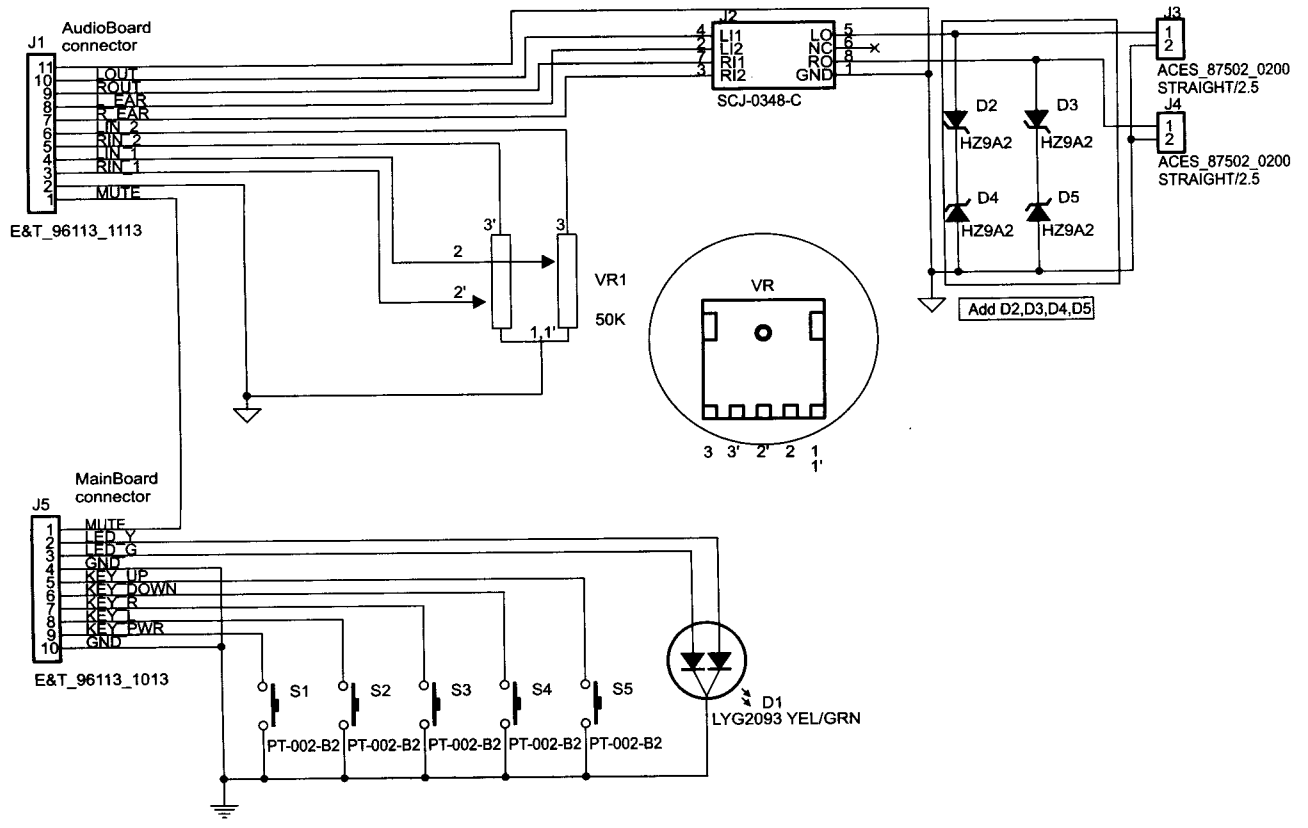 AudioBoard
connector
J1
11
10 LOUT
9 ROUT
8 L_EAR
7 R_EAR
6 LIN_2
5 RIN_2
4 LIN_1
3 RIN_1
2
1 MUTE
E&T_96113_1113
J2
4 LI1 LO 5
2 LI2 NC 6
7 RI1 RO 8
3 RI2 GND 1
SCJ-0348-C
J3
1
2
ACES_87502_0200
STRAIGHT/2.5
J4
1
2
ACES_87502_0200
STRAIGHT/2.5
D2
HZ9A2
D3
HZ9A2
D4
HZ9A2
D5
HZ9A2
Add D2,D3,D4,D5
3' 3
2
2'
VR1
50K
1,1'
VR
3 3' 2' 2 1
1'
MainBoard
connector
J5
1 MUTE
2 LED_Y
3 LED_G
4 GND
5 KEY_UP
6 KEY_DOWN
7 KEY_R
8 KEY_L
9 KEY_PWR
10 GND
E&T_96113_1013
S1
PT-002-B2
S2
PT-002-B2
S3
PT-002-B2
S4
PT-002-B2
S5
PT-002-B2
D1
LYG2093 YEL/GRN